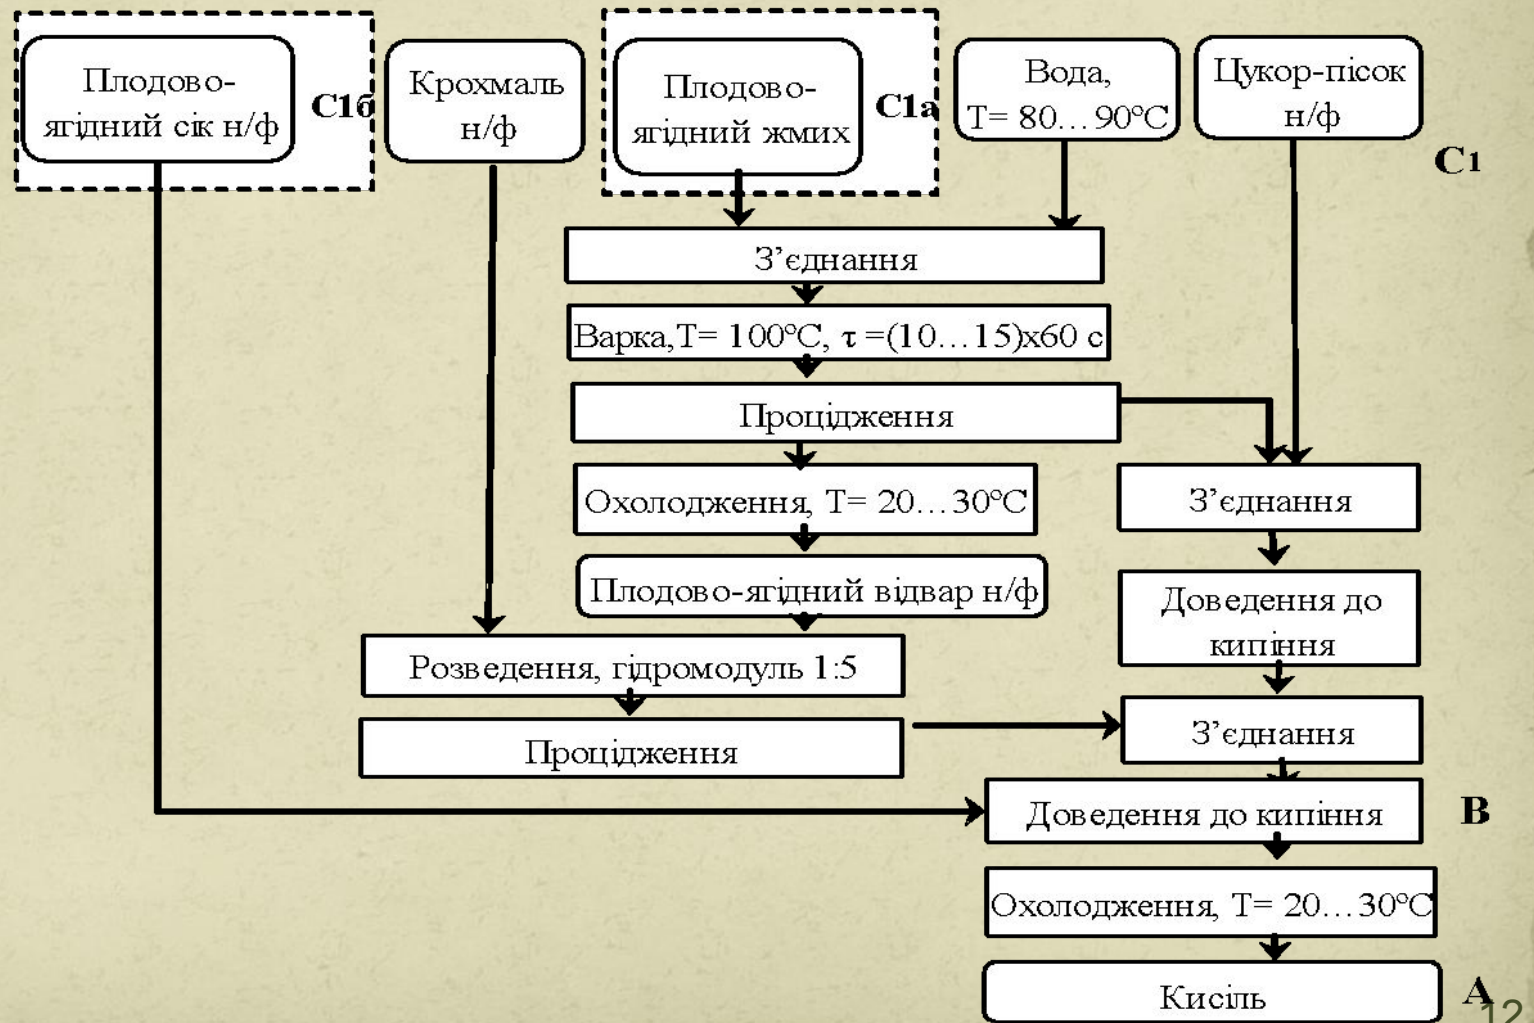 Плодово-
ягідний сік н/ф
С1б
Крохмаль
н/ф
Плодово-
ягідний жмих
С1а
Вода,
Т= 80...90°С
Цукор-пісок
н/ф
С1
З’єднання
Варка,Т= 100°С, τ =(10...15)х60 с
Процідження
Охолодження, Т= 20...30°С
З’єднання
Плодово-ягідний відвар н/ф
Доведення до
кипіння
Розведення, гідромодуль 1:5
Процідження
З’єднання
Доведення до кипіння
В
Охолодження, Т= 20...30°С
Кисіль
А
12